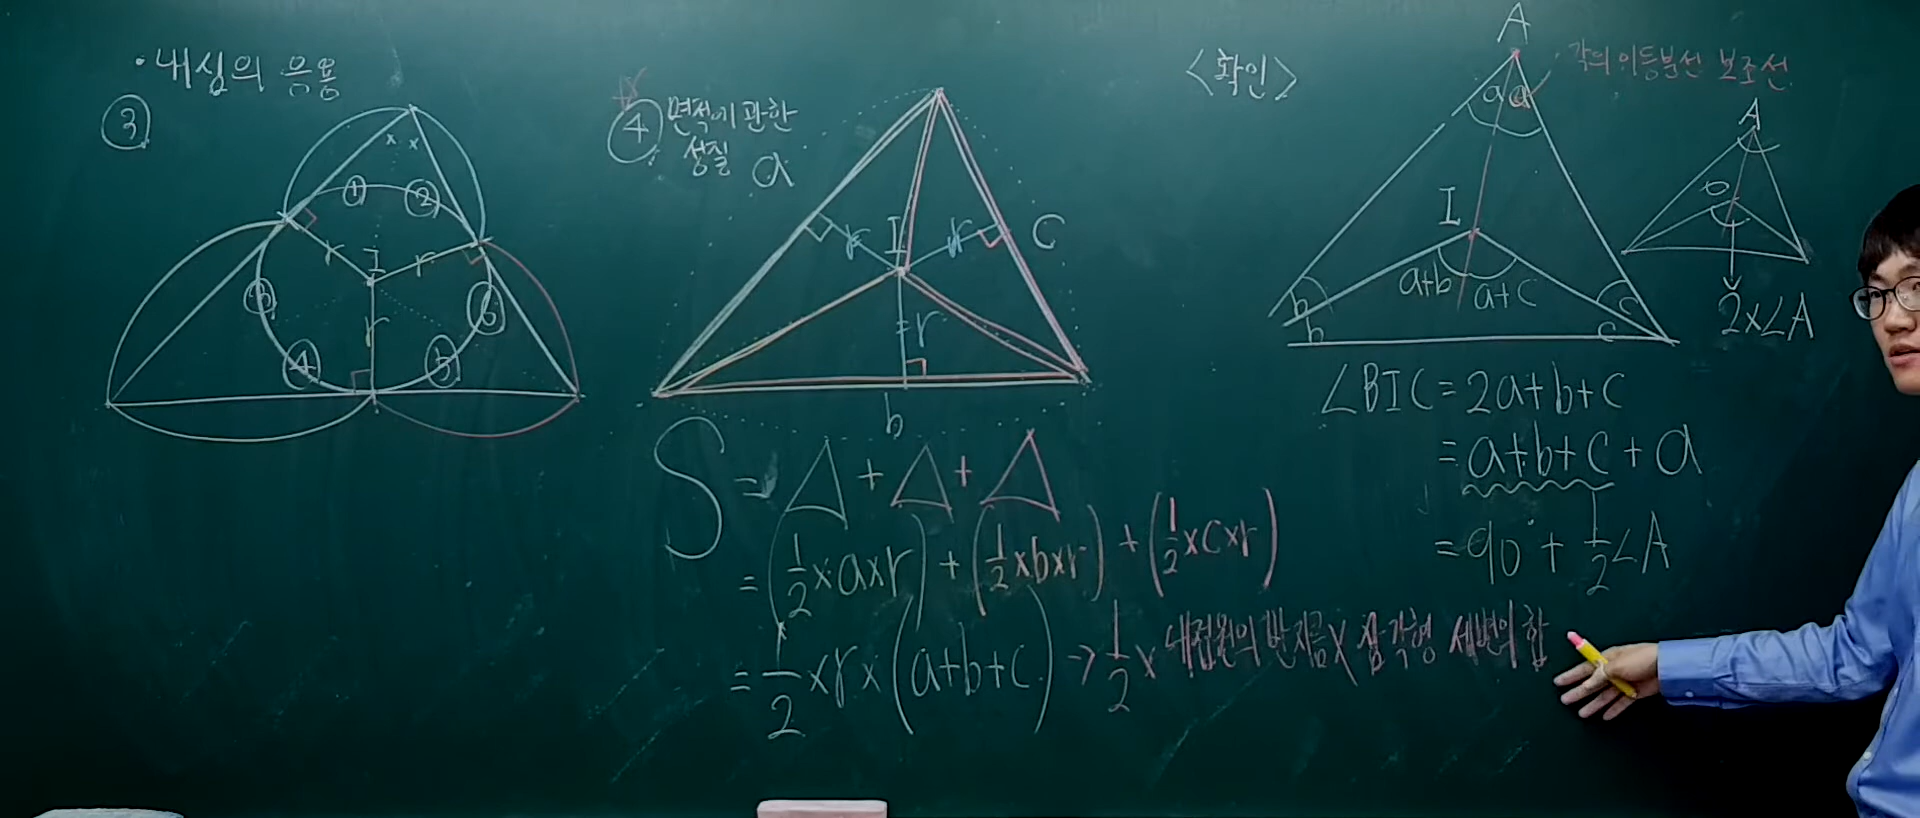 · 내심의 응용
③
x x
① ②
③ ④ ⑤ ⑥
I
r r
r
④ 면적에 관한
성질
a
I
r r
C
r
b
S = △ + △ + △
= (1/2 × a × r) + (1/2 × b × r) + (1/2 × c × r)
= 1/2 × r × (a+b+c) → 1/2 × 내접원의 반지름 × 삼각형 세변의 합
<확인>
A
· 각의 이등분선 보조선
a a
I
a+b a+c
b c
b c
A
O
2×∠A
∠BIC = 2a+b+c
= a+b+c + a
= 90° + 1/2 ∠A